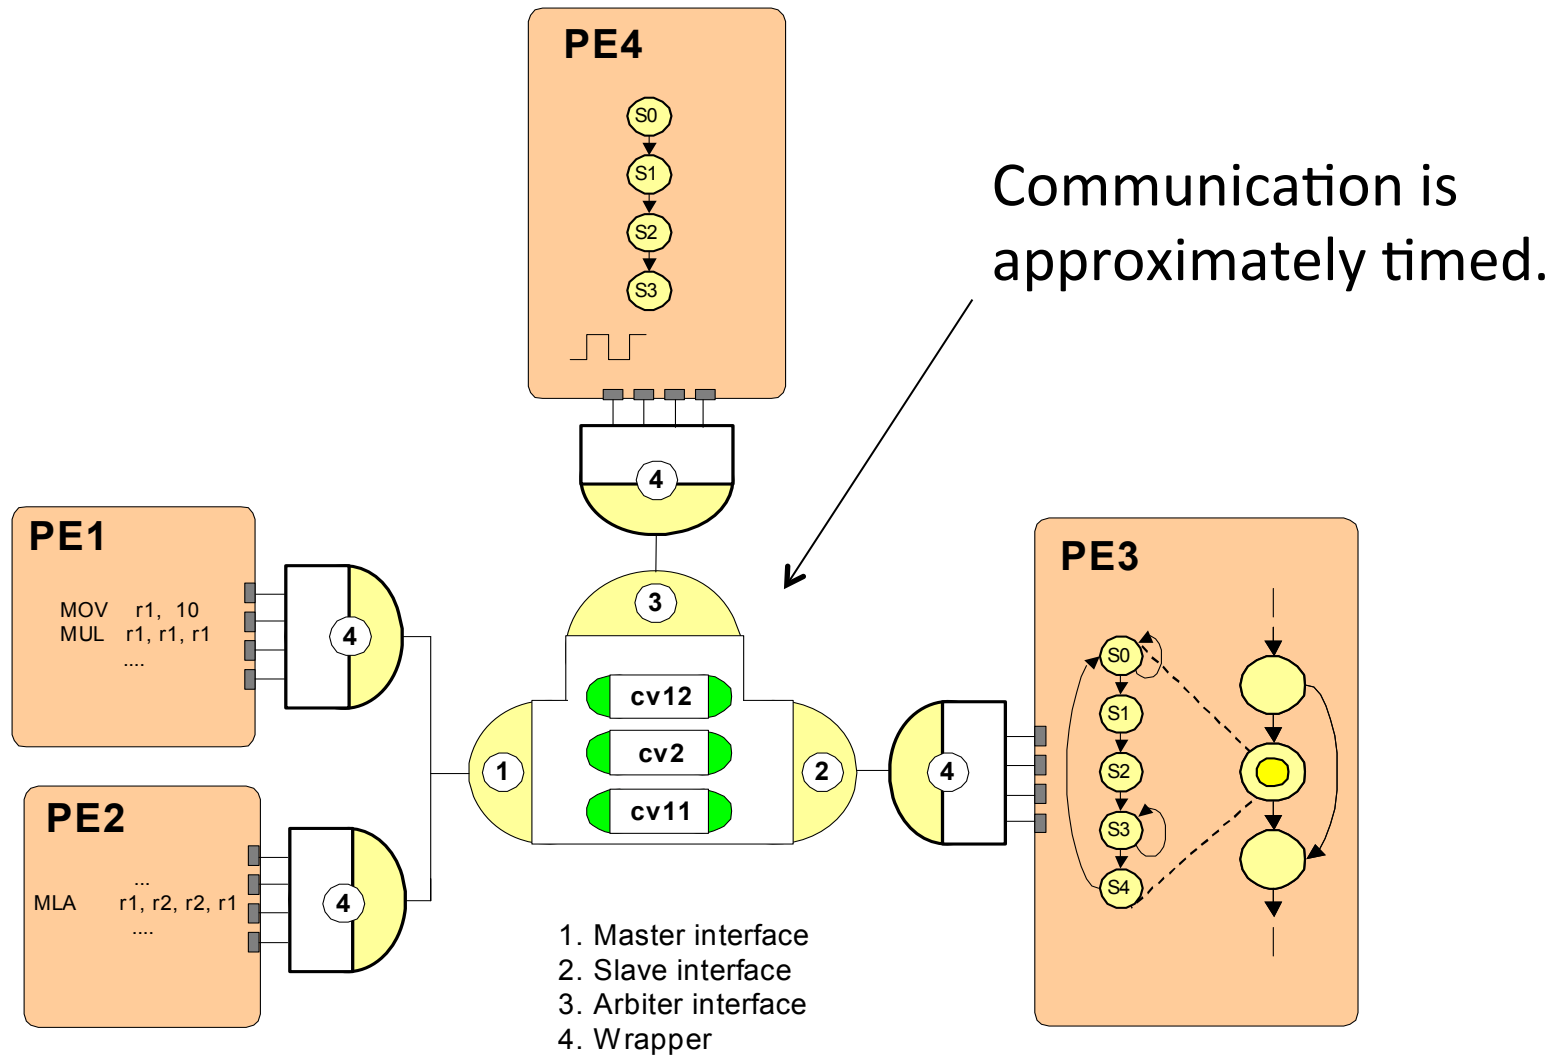 PE4
S0
S1
S2
S3
Communication is
approximately timed.
4
PE1
MOV r1, 10
MUL r1, r1, r1
....
4
3
PE3
S0
S1
S2
S3
S4
cv12
cv2
cv11
1
2
4
PE2
...
MLA r1, r2, r2, r1
....
4
1. Master interface
2. Slave interface
3. Arbiter interface
4. Wrapper